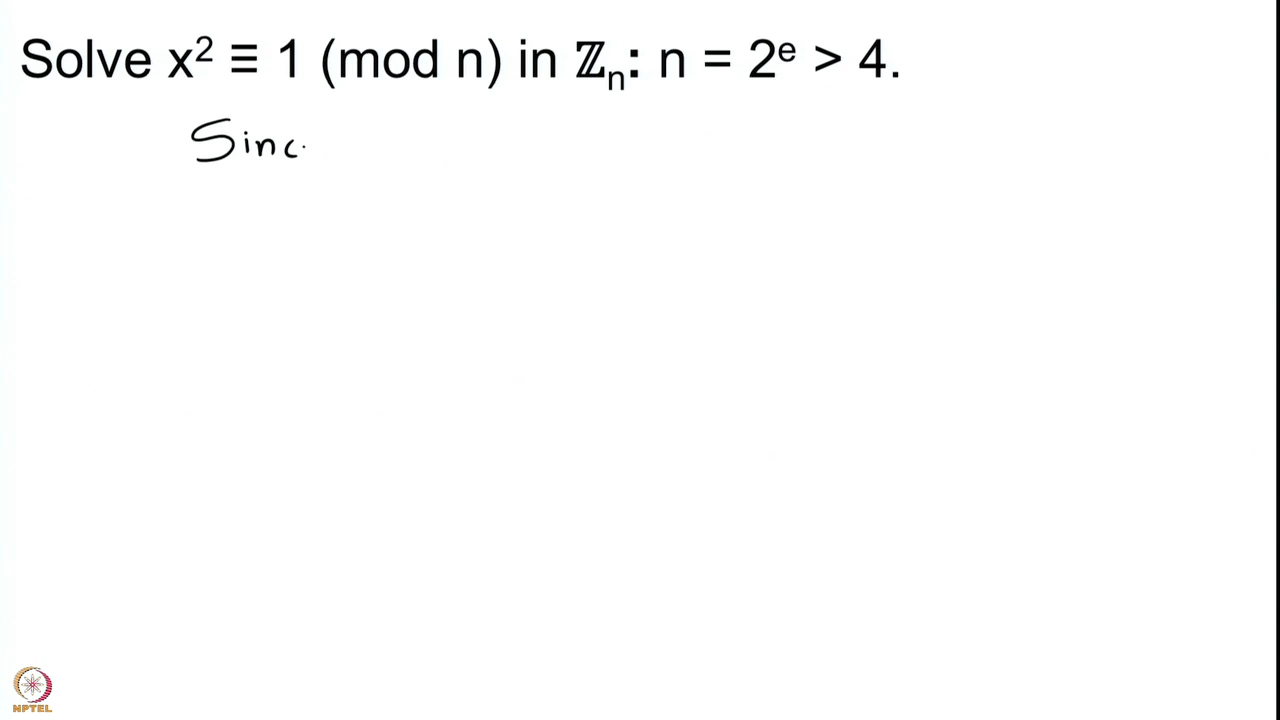 Solve x² ≡ 1 (mod n) in ℤₙ: n = 2ᵉ > 4.
Sinc
NPTEL